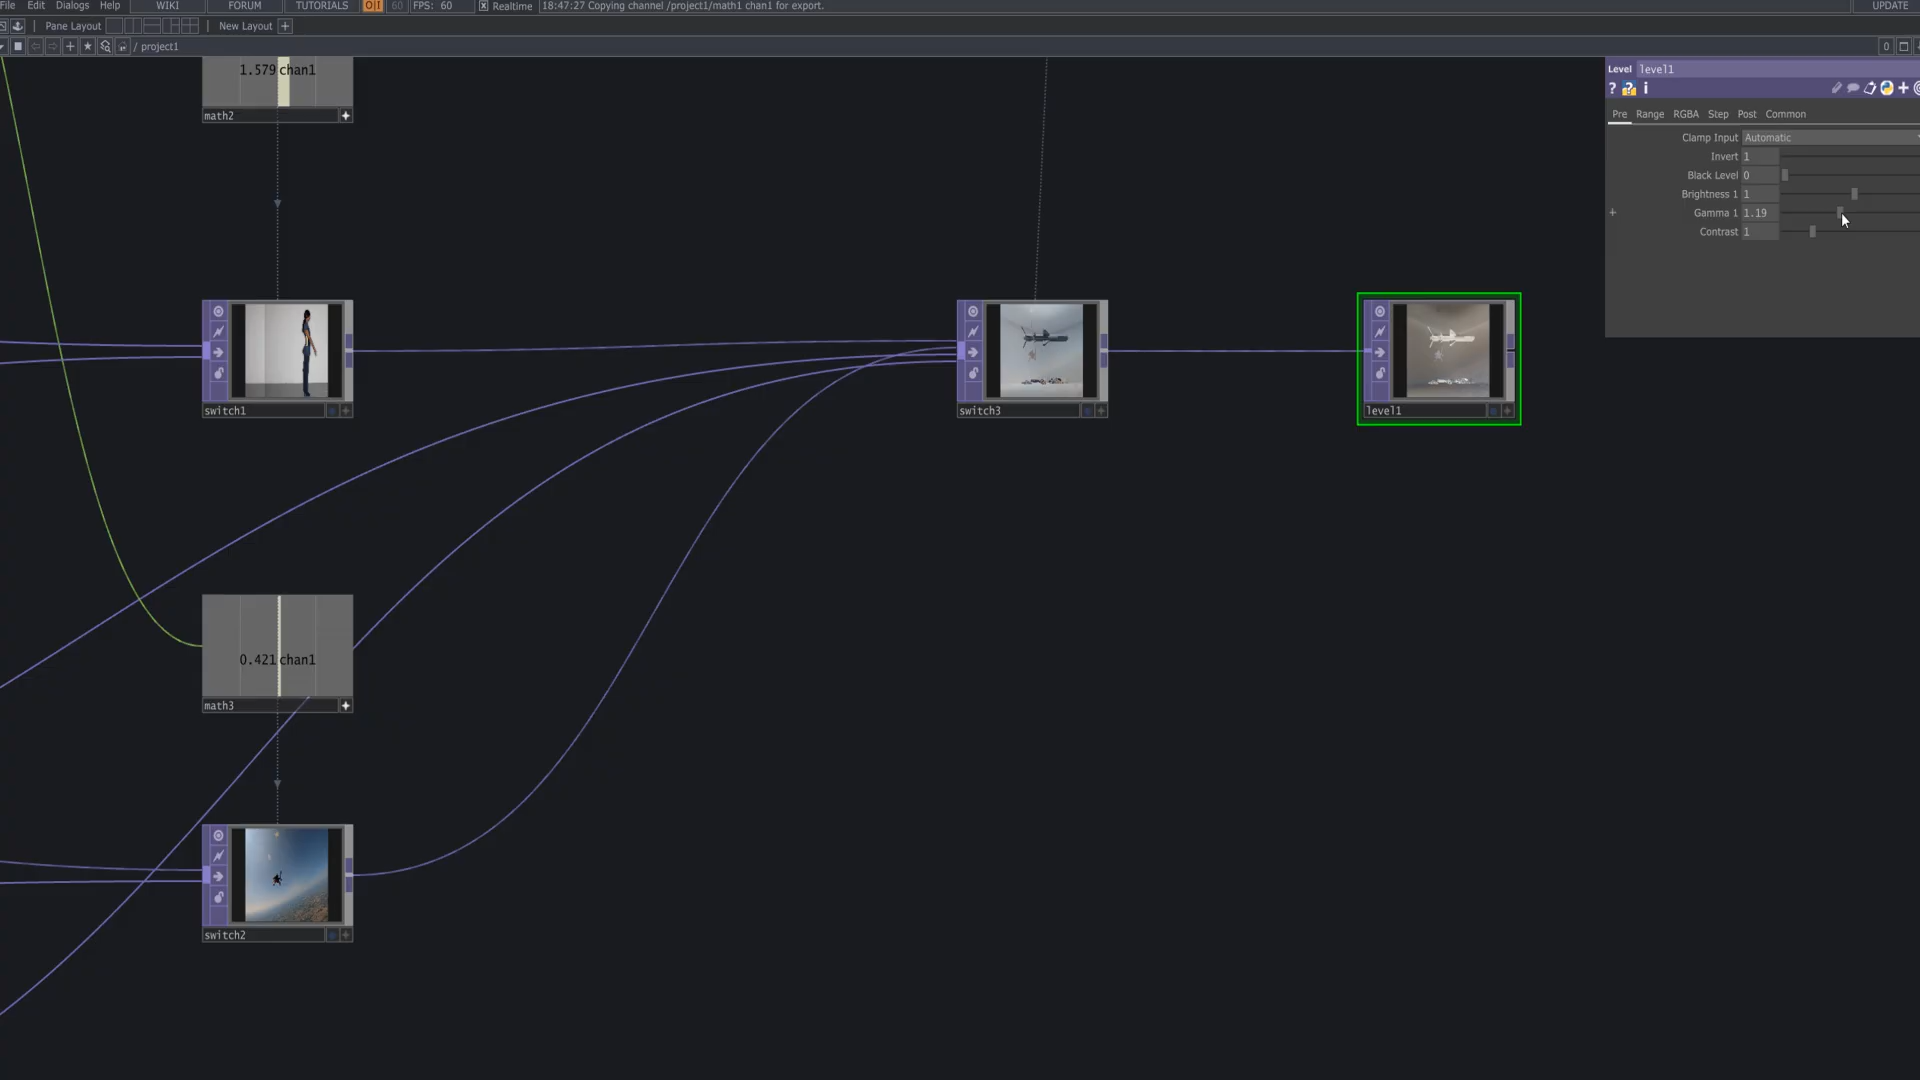 File Edit Dialogs Help WIKI FORUM TUTORIALS O|I 60 FPS: 60 X Realtime 18:47:27 Copying channel /project1/math1 chan1 for export. UPDATE
Pane Layout New Layout +
/ project1 0
1.579 chan1
math2
Level level1
? ? i
Pre Range RGBA Step Post Common
Clamp Input Automatic
Invert 1
Black Level 0
Brightness 1 1
+ Gamma 1 1.19
Contrast 1
switch1
switch3
level1
0.421 chan1
math3
switch2